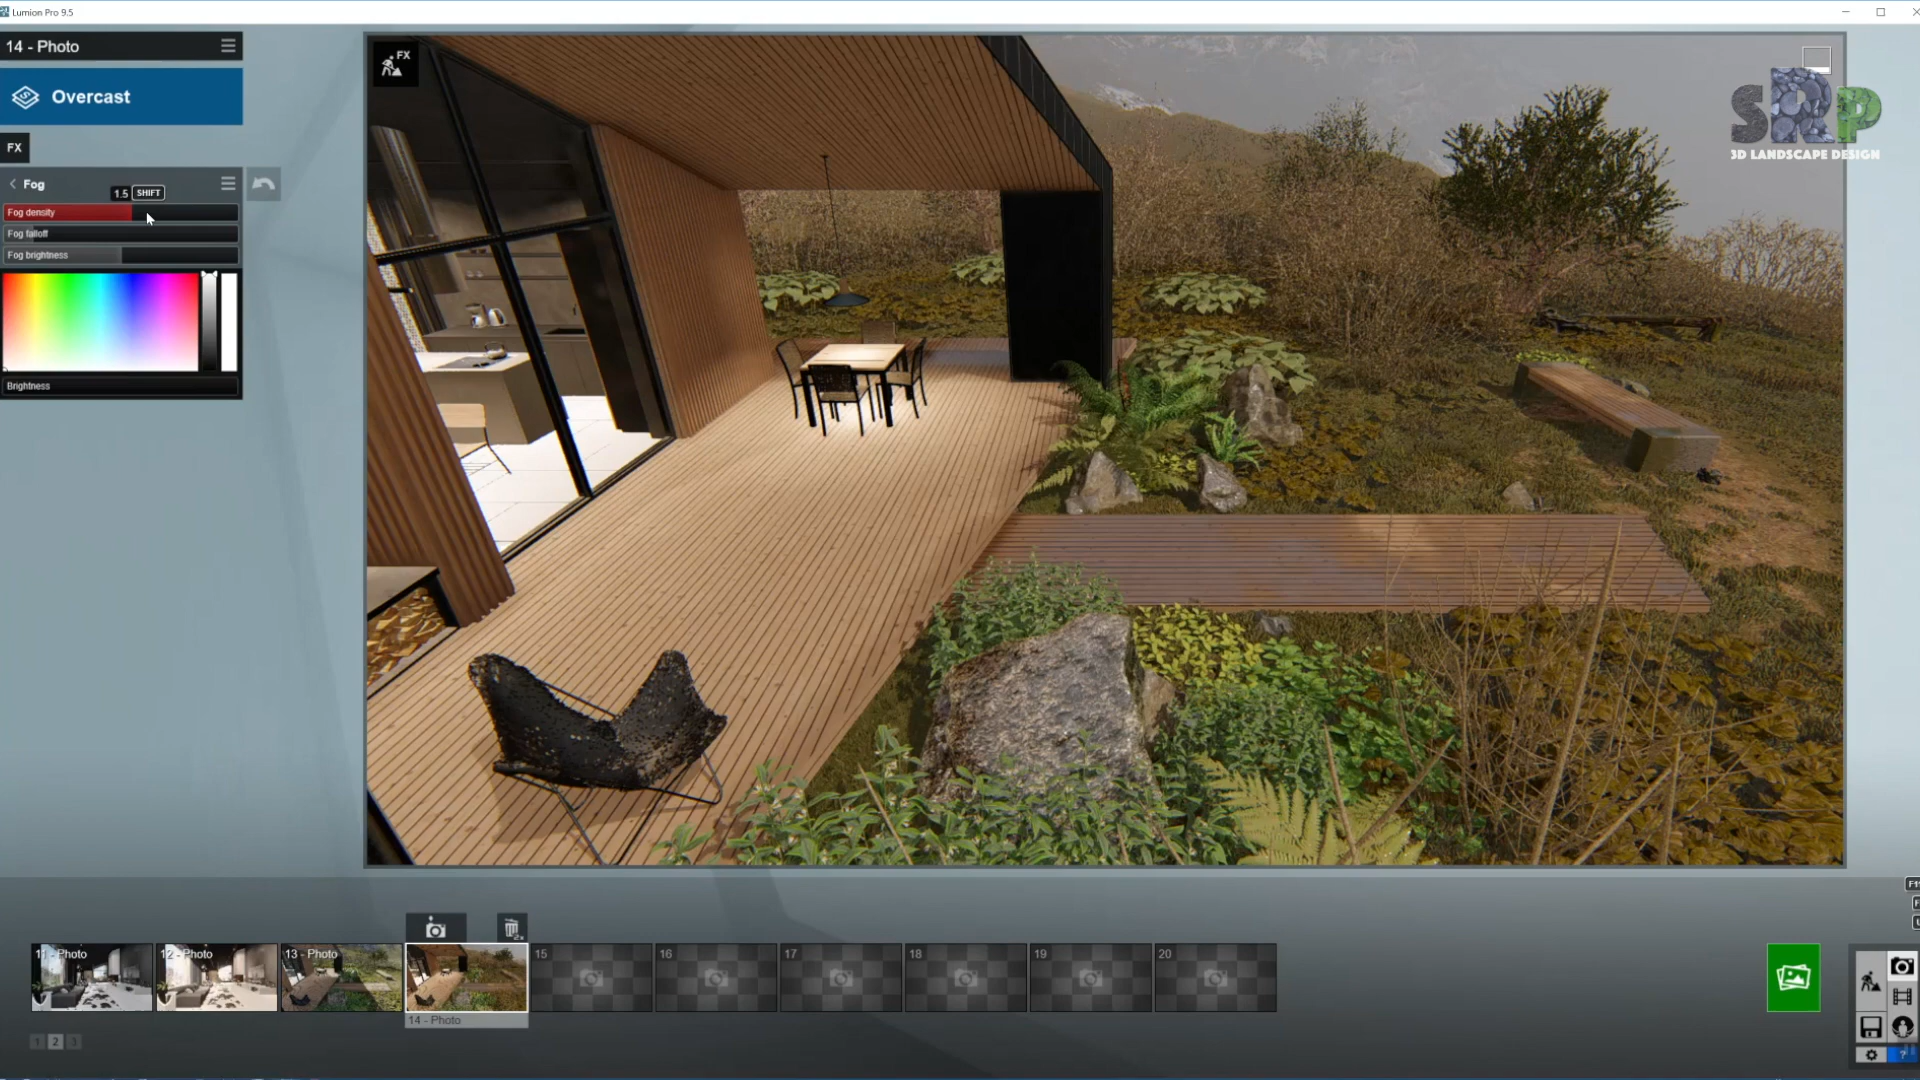 Lumion Pro 9.5
14 - Photo
Overcast
FX
Fog
1.5 SHIFT
Fog density
Fog falloff
Fog brightness
Brightness
FX
SRP
3D LANDSCAPE DESIGN
11 - Photo
12 - Photo
13 - Photo
15
16
17
18
19
20
14 - Photo
1 2 3